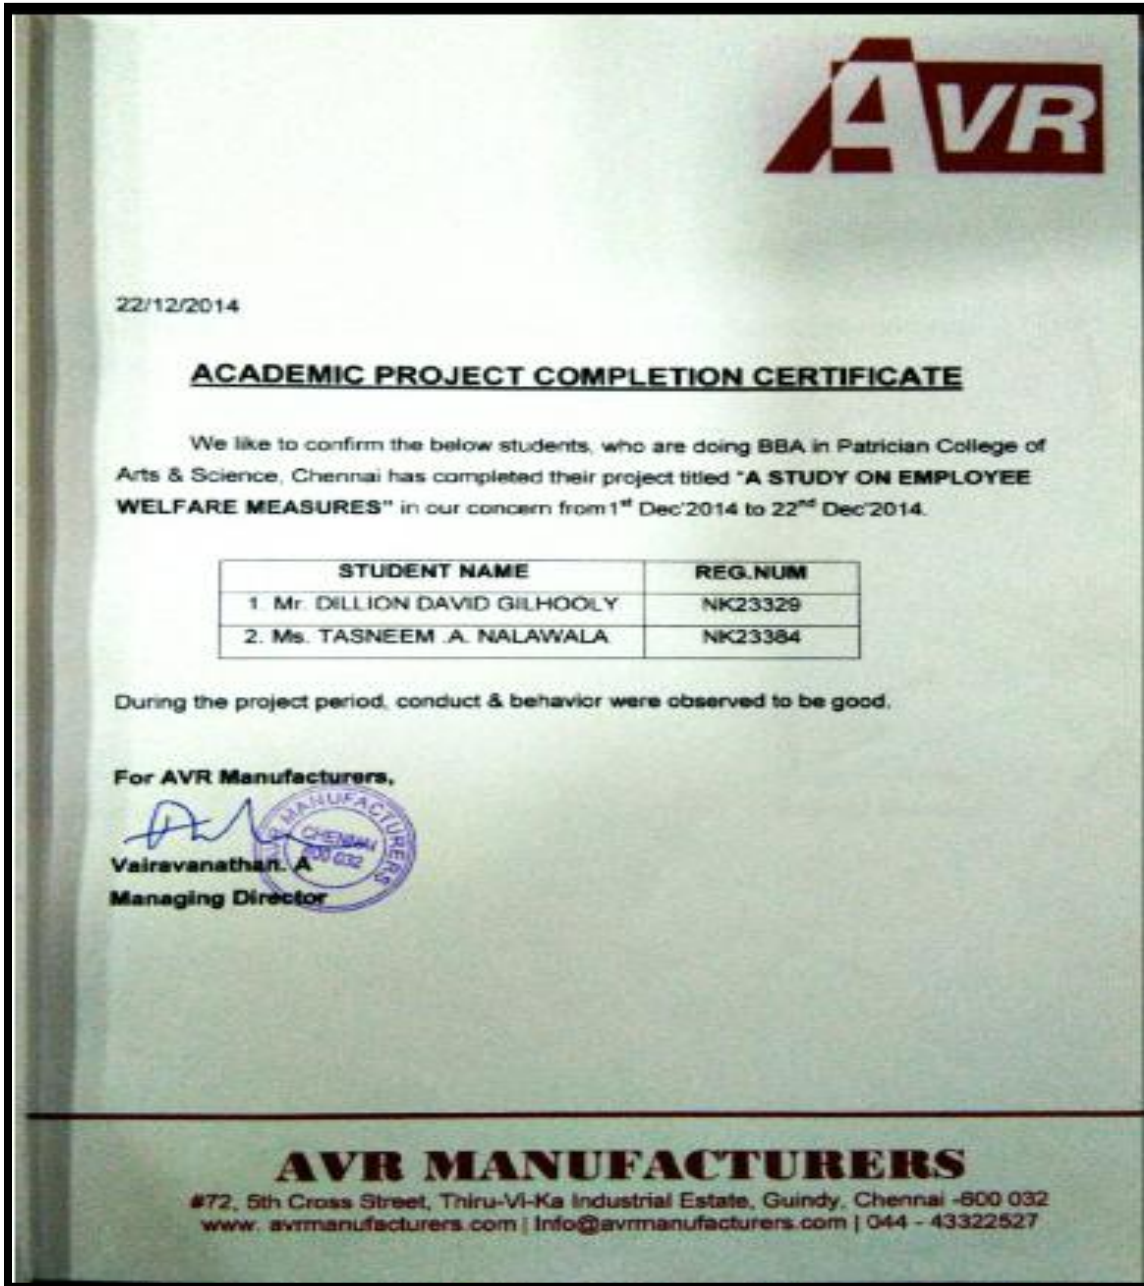 AVR
22/12/2014
ACADEMIC PROJECT COMPLETION CERTIFICATE
We like to confirm the below students, who are doing BBA in Patrician College of
Arts & Science, Chennai has completed their project titled "A STUDY ON EMPLOYEE
WELFARE MEASURES" in our concern from 1st Dec'2014 to 22nd Dec'2014.
STUDENT NAME REG.NUM
1. Mr. DILLION DAVID GILHOOLY NK23329
2. Ms. TASNEEM .A. NALAWALA NK23384
During the project period, conduct & behavior were observed to be good.
For AVR Manufacturers,
AVR MANUFACTURERS
CHENNAI
600 032
Vairavanathan. A
Managing Director
AVR MANUFACTURERS
#72, 5th Cross Street, Thiru-Vi-Ka Industrial Estate, Guindy, Chennai -600 032
www. avrmanufacturers.com | Info@avrmanufacturers.com | 044 - 43322527